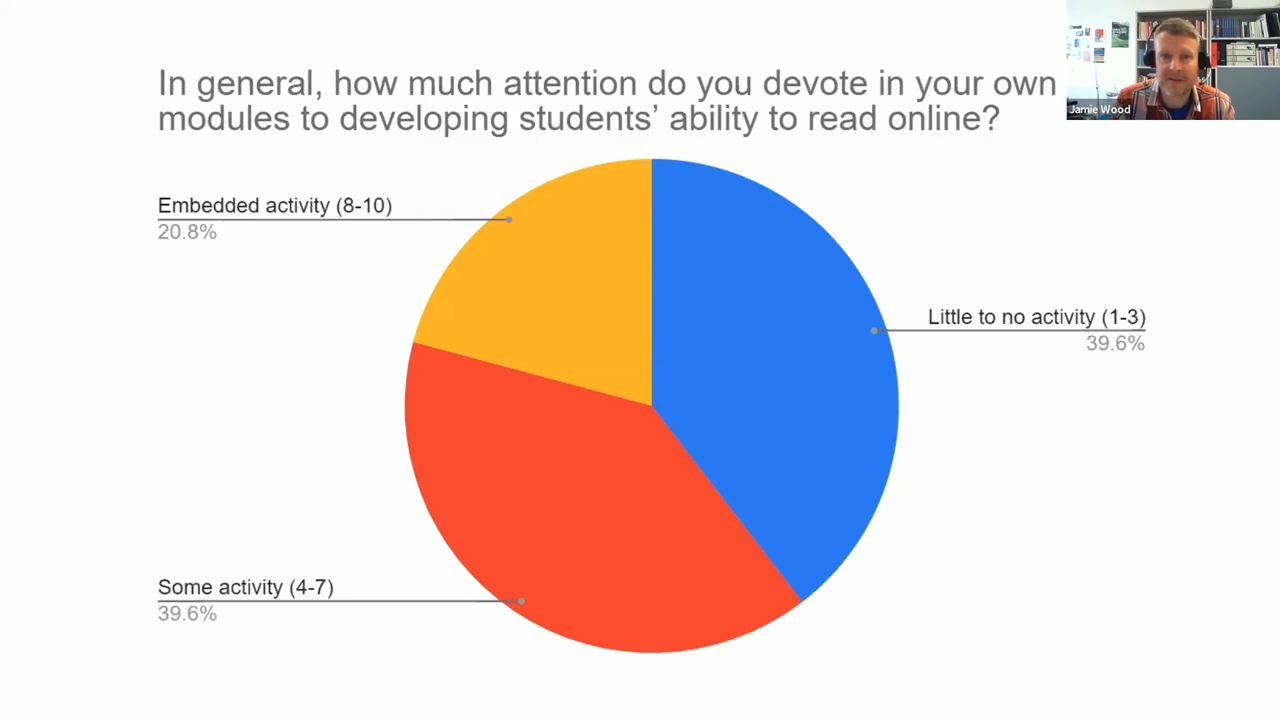 In general, how much attention do you devote in your own
modules to developing students’ ability to read online?
Jamie Wood
Embedded activity (8-10)
20.8%
Little to no activity (1-3)
39.6%
Some activity (4-7)
39.6%